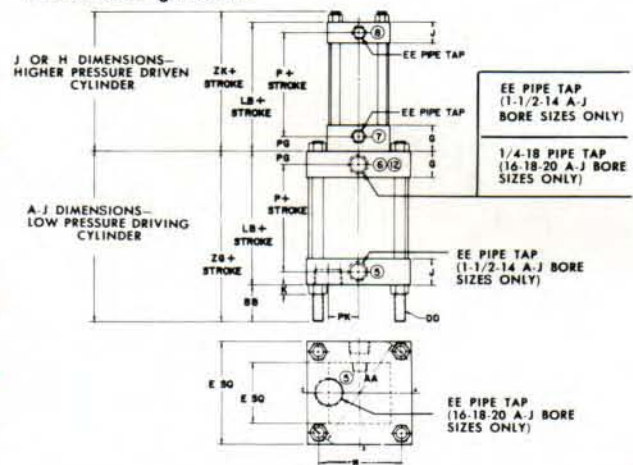 J OR H DIMENSIONS—
HIGHER PRESSURE DRIVEN
CYLINDER
ZK+
STROKE
LB+
STROKE
P+
STROKE
8
J
EE PIPE TAP
EE PIPE TAP
7
PG
G
EE PIPE TAP
(1-1/2-14 A-J
BORE SIZES ONLY)
1/4-18 PIPE TAP
(16-18-20 A-J BORE
SIZES ONLY)
PG
6 12
G
A-J DIMENSIONS—
LOW PRESSURE DRIVING
CYLINDER
P+
STROKE
LB+
STROKE
ZG+
STROKE
5
J
EE PIPE TAP
(1-1/2-14 A-J BORE
SIZES ONLY)
K
BB
PK
DD
E SQ
E SQ
5
AA
EE PIPE TAP
(16-18-20 A-J BORE
SIZES ONLY)
R